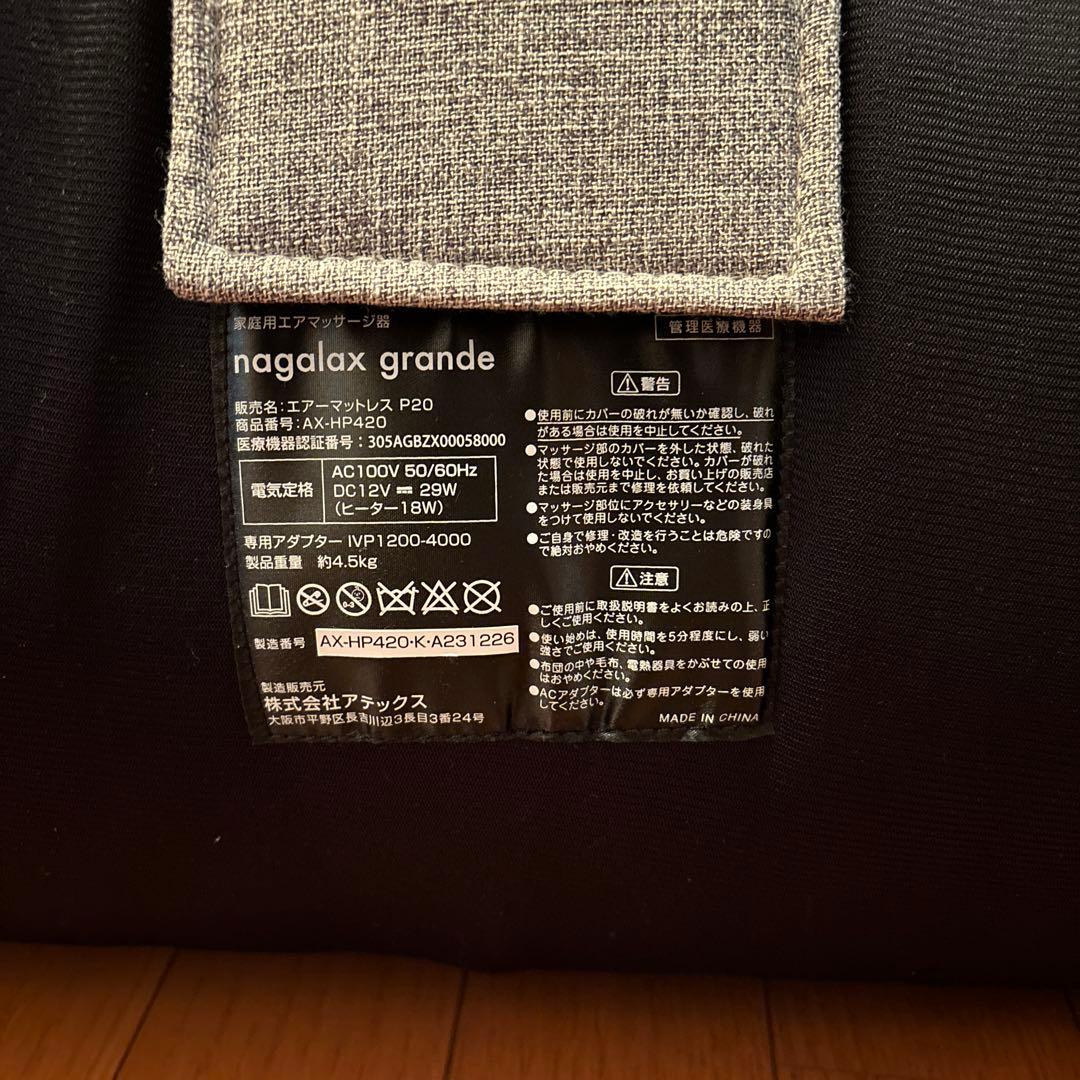 家庭用エアマッサージ器
管理医療機器
nagalax grande
販売名：エアーマットレス P20
商品番号：AX-HP420
医療機器認証番号：305AGBZX00058000
電気定格
AC100V 50/60Hz
DC12V ⎓ 29W
（ヒーター18W）
専用アダプター IVP1200-4000
製品重量 約4.5kg
0-3
製造番号 AX-HP420・K・A231226
製造販売元
株式会社アテックス
大阪市平野区長吉川辺3長目3番24号
⚠警告
●使用前にカバーの破れが無いか確認し、破れ
がある場合は使用を中止してください。
●マッサージ部のカバーを外した状態、破れた
状態で使用しないでください。カバーが破れ
た場合は使用を中止し、お買い上げの販売店
または販売元まで修理を依頼してください。
●マッサージ部位にアクセサリーなどの装身具
をつけて使用しないでください。
●ご自身で修理・改造を行うことは危険ですの
で絶対おやめください。
⚠注意
●ご使用前に取扱説明書をよくお読みの上、正
しくご使用ください。
●使い始めは、使用時間を5分程度にし、弱い
強さでご使用ください。
●布団の中や毛布、電熱器具をかぶせての使用
はおやめください。
●ACアダプターは必ず専用アダプターを使用
してください。
MADE IN CHINA